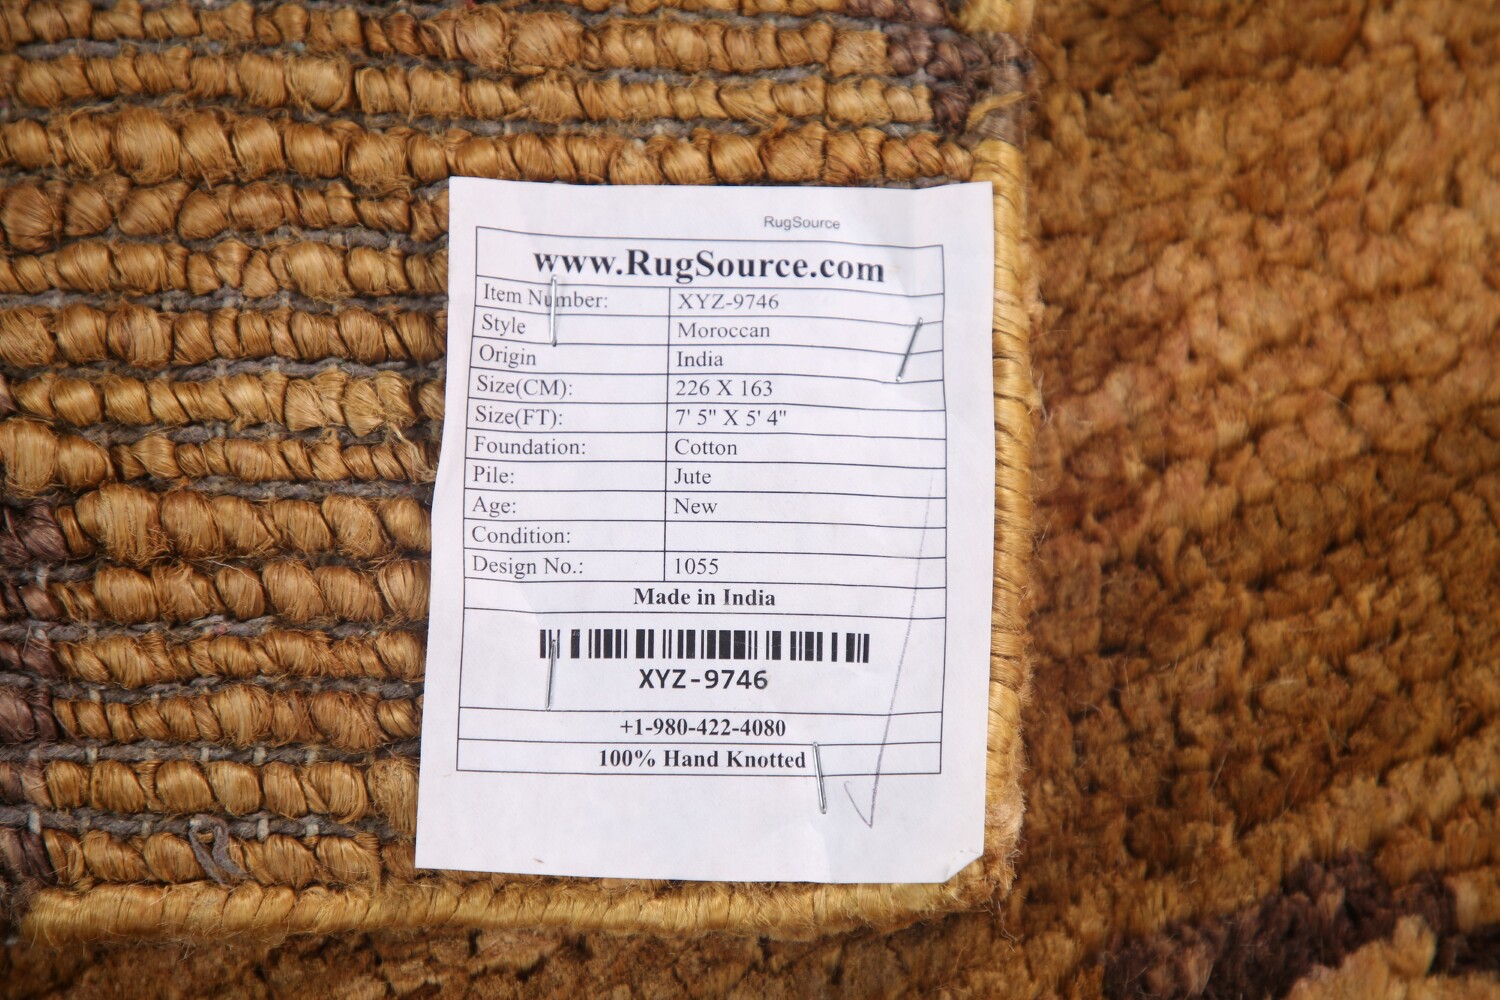 RugSource
www.RugSource.com
Item Number: XYZ-9746
Style Moroccan
Origin India
Size(CM): 226 X 163
Size(FT): 7' 5" X 5' 4"
Foundation: Cotton
Pile: Jute
Age: New
Condition:
Design No.: 1055
Made in India
XYZ-9746
+1-980-422-4080
100% Hand Knotted